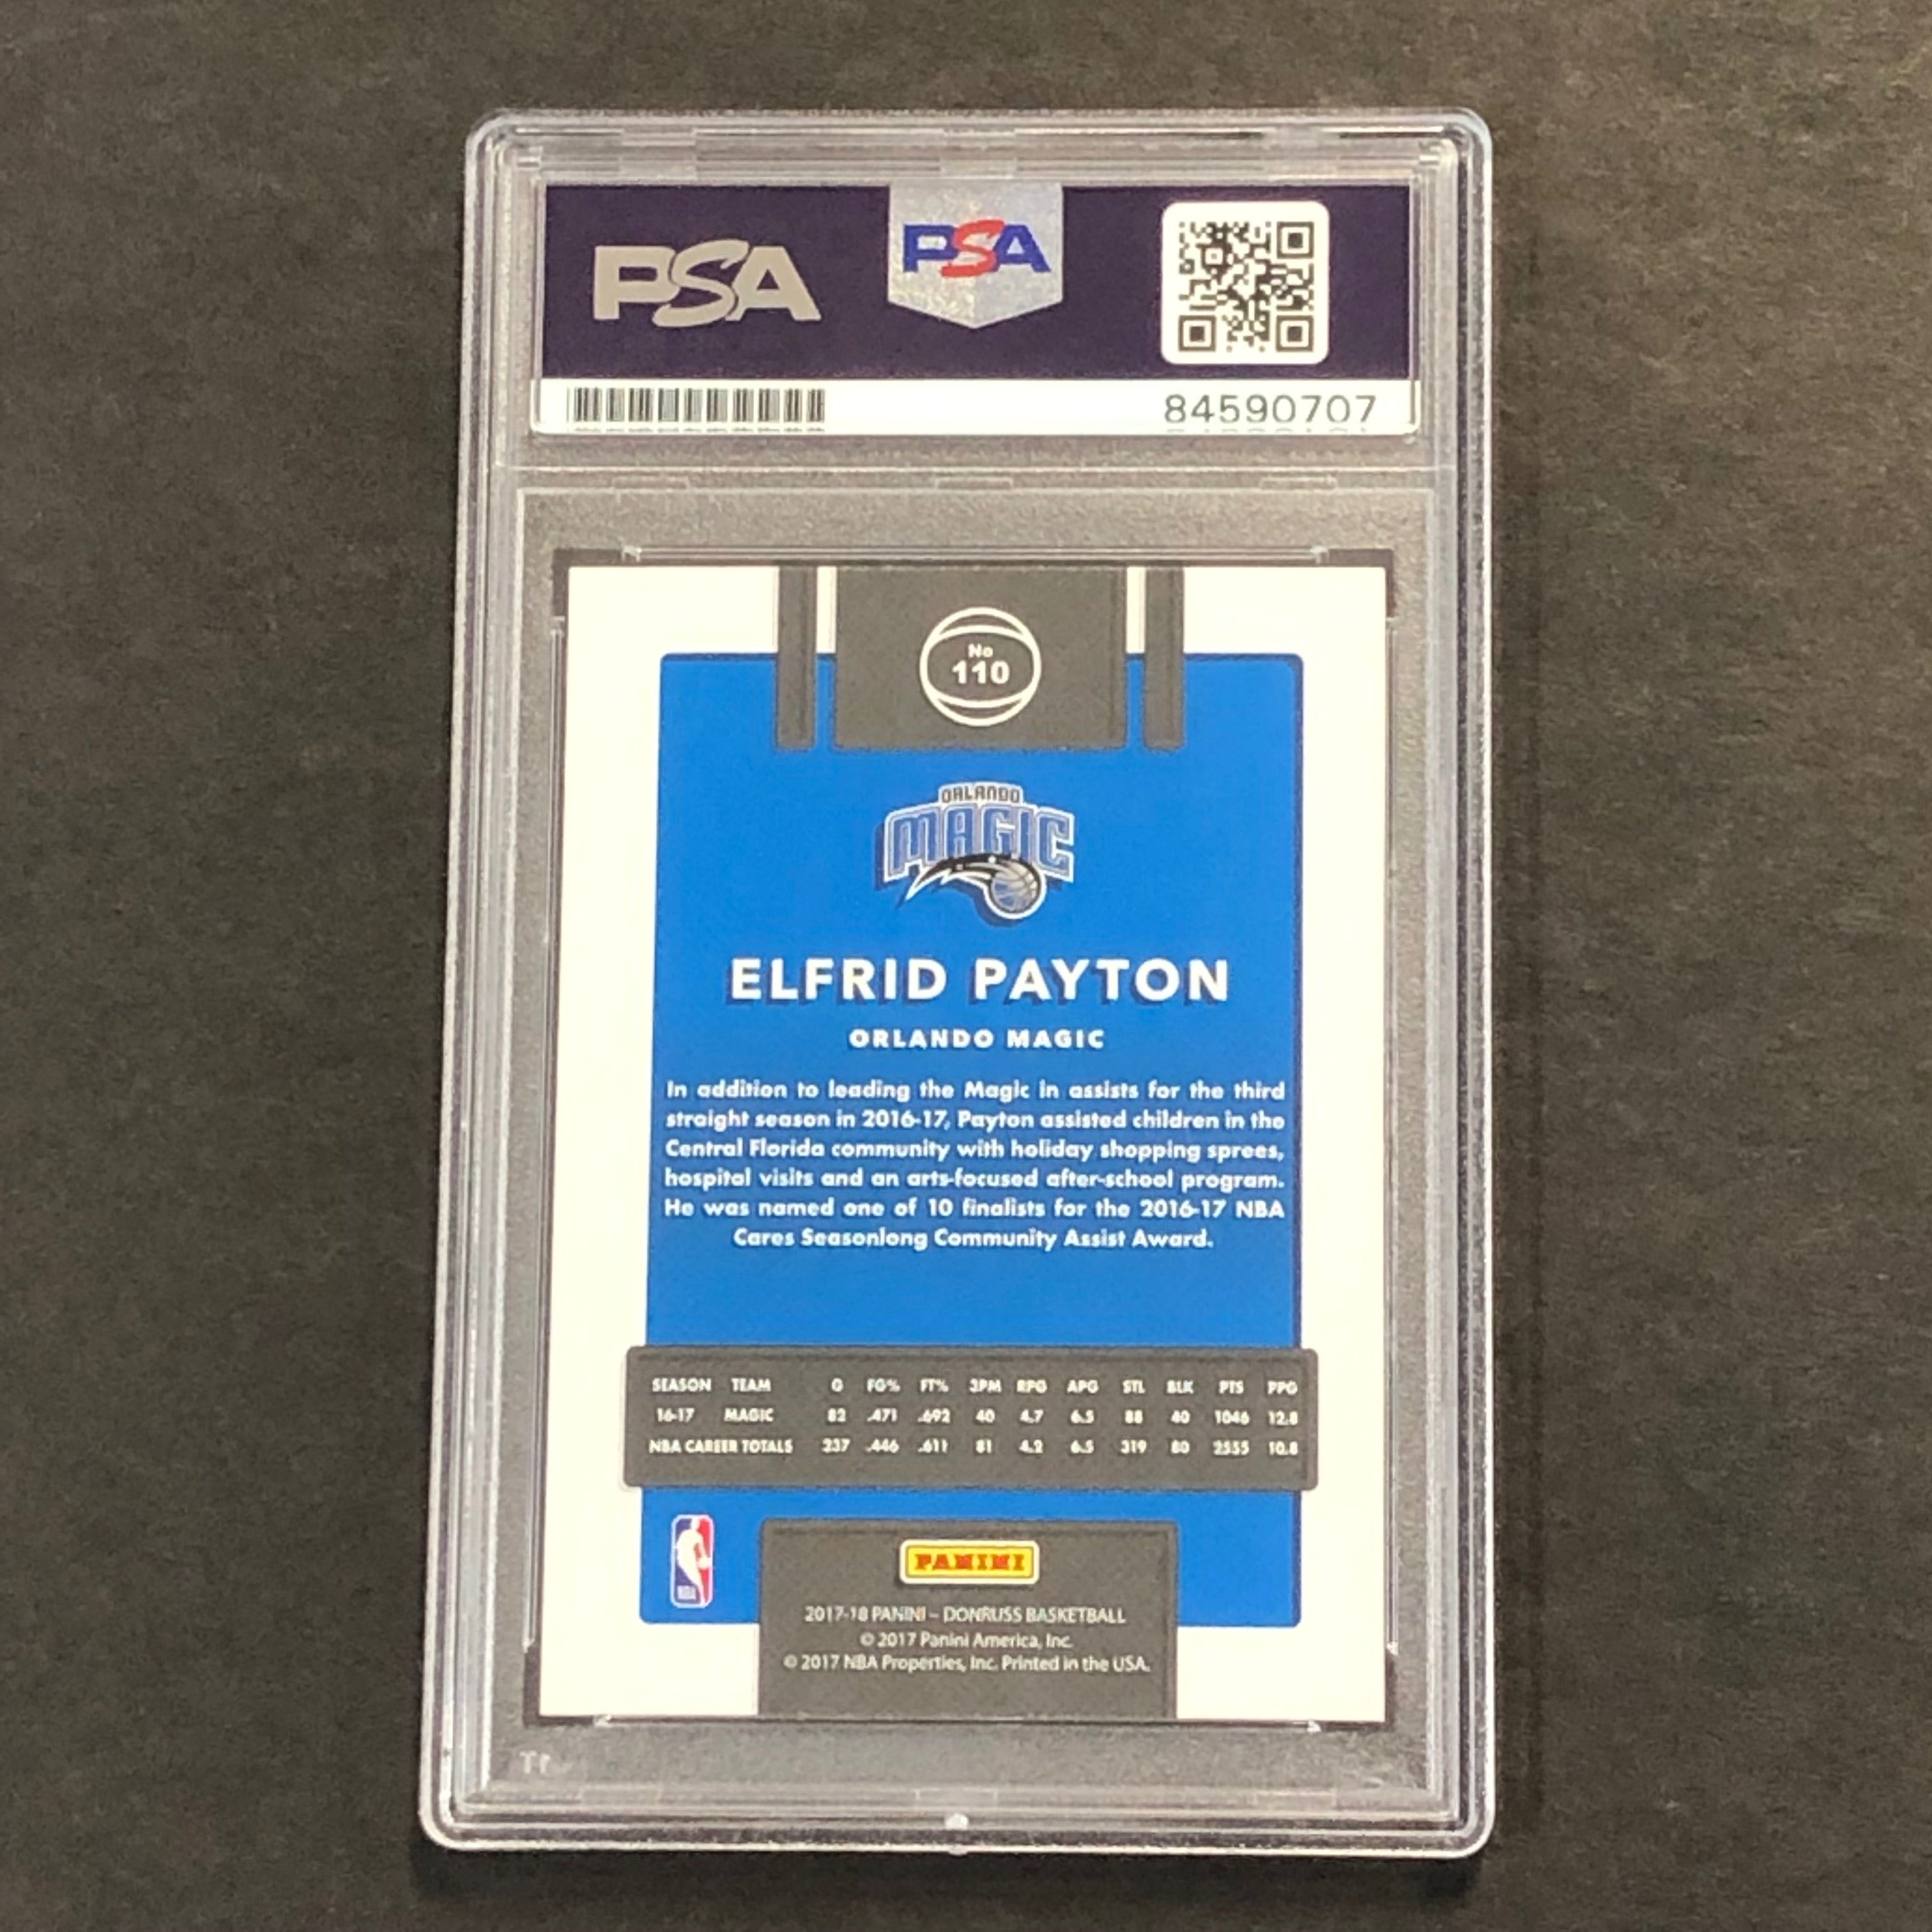 PSA
PSA
84590707
No
110
ORLANDO
MAGIC
ELFRID PAYTON
ORLANDO MAGIC
In addition to leading the Magic in assists for the third
straight season in 2016-17, Payton assisted children in the
Central Florida community with holiday shopping sprees,
hospital visits and an arts-focused after-school program.
He was named one of 10 finalists for the 2016-17 NBA
Cares Seasonlong Community Assist Award.
SEASON TEAM G FG% FT% 3PM RPG APG STL BLK PTS PPG
16-17 MAGIC 82 .471 .692 40 4.7 6.5 88 40 1046 12.8
NBA CAREER TOTALS 237 .446 .611 81 4.2 6.5 319 80 2555 10.8
NBA
PANINI
2017-18 PANINI – DONRUSS BASKETBALL
© 2017 Panini America, Inc.
© 2017 NBA Properties, Inc. Printed in the USA.